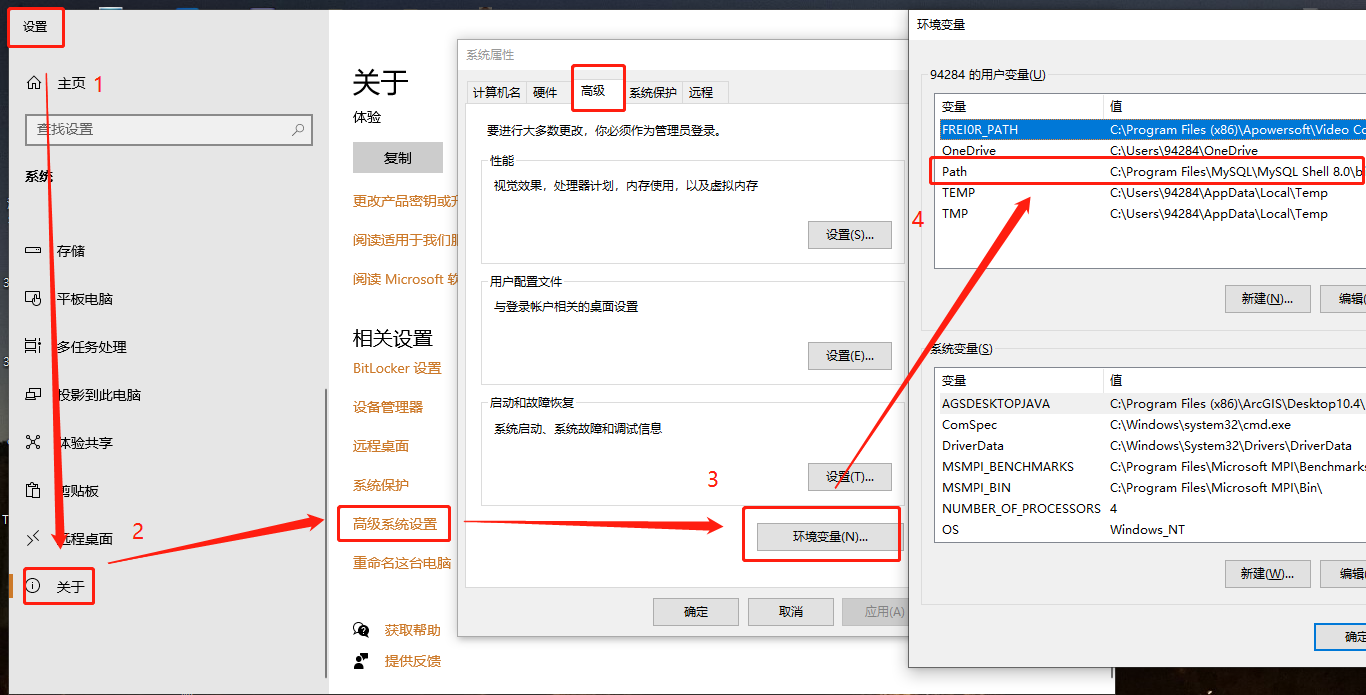 设置
主页 1
查找设置
系统
存储
平板电脑
多任务处理
投影到此电脑
体验共享
剪贴板
远程桌面
2
关于
关于
体验
复制
更改产品密钥或升
阅读适用于我们服
阅读 Microsoft 软
相关设置
BitLocker 设置
设备管理器
远程桌面
系统保护
高级系统设置
重命名这台电脑
获取帮助
提供反馈
系统属性
计算机名 硬件 高级 系统保护 远程
要进行大多数更改，你必须作为管理员登录。
性能
视觉效果，处理器计划，内存使用，以及虚拟内存
设置(S)...
用户配置文件
与登录帐户相关的桌面设置
设置(E)...
启动和故障恢复
系统启动、系统故障和调试信息
设置(T)...
3
环境变量(N)...
确定 取消 应用(A)
4
环境变量
94284 的用户变量(U)
变量 值
FREI0R_PATH C:\Program Files (x86)\Apowersoft\Video Co
OneDrive C:\Users\94284\OneDrive
Path C:\Program Files\MySQL\MySQL Shell 8.0\b
TEMP C:\Users\94284\AppData\Local\Temp
TMP C:\Users\94284\AppData\Local\Temp
新建(N)... 编辑(
系统变量(S)
变量 值
AGSDESKTOPJAVA C:\Program Files (x86)\ArcGIS\Desktop10.4\
ComSpec C:\Windows\system32\cmd.exe
DriverData C:\Windows\System32\Drivers\DriverData
MSMPI_BENCHMARKS C:\Program Files\Microsoft MPI\Benchmarks
MSMPI_BIN C:\Program Files\Microsoft MPI\Bin\
NUMBER_OF_PROCESSORS 4
OS Windows_NT
新建(W)... 编辑(
确定